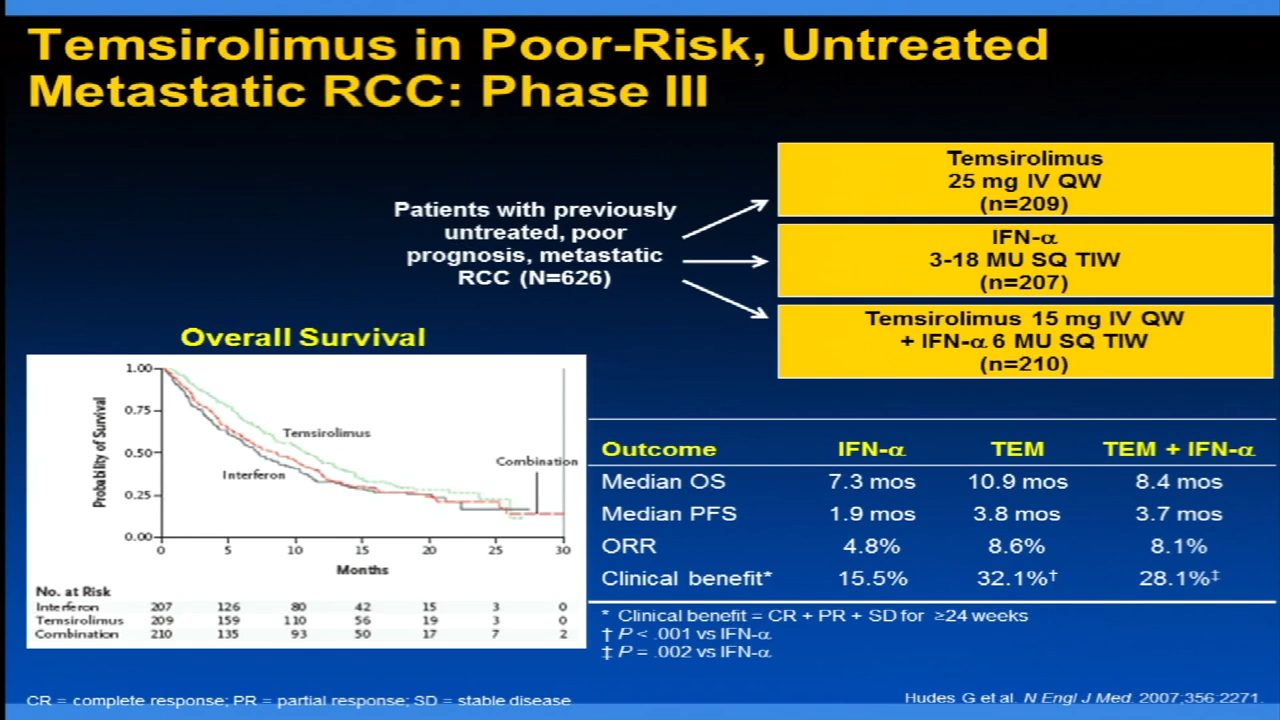 Temsirolimus in Poor-Risk, Untreated
Metastatic RCC: Phase III
Patients with previously
untreated, poor
prognosis, metastatic
RCC (N=626)
Temsirolimus
25 mg IV QW
(n=209)
IFN-α
3-18 MU SQ TIW
(n=207)
Temsirolimus 15 mg IV QW
+ IFN-α 6 MU SQ TIW
(n=210)
Overall Survival
Probability of Survival
1.00
0.75
0.50
0.25
0.00
Temsirolimus
Combination
Interferon
0 5 10 15 20 25 30
Months
No. at Risk
Interferon 207 126 80 42 15 3 0
Temsirolimus 209 159 110 56 19 3 0
Combination 210 135 93 50 17 7 2
Outcome IFN-α TEM TEM + IFN-α
Median OS 7.3 mos 10.9 mos 8.4 mos
Median PFS 1.9 mos 3.8 mos 3.7 mos
ORR 4.8% 8.6% 8.1%
Clinical benefit* 15.5% 32.1%† 28.1%‡
* Clinical benefit = CR + PR + SD for ≥24 weeks
† P < .001 vs IFN-α
‡ P = .002 vs IFN-α
CR = complete response; PR = partial response; SD = stable disease
Hudes G et al. N Engl J Med. 2007;356:2271.